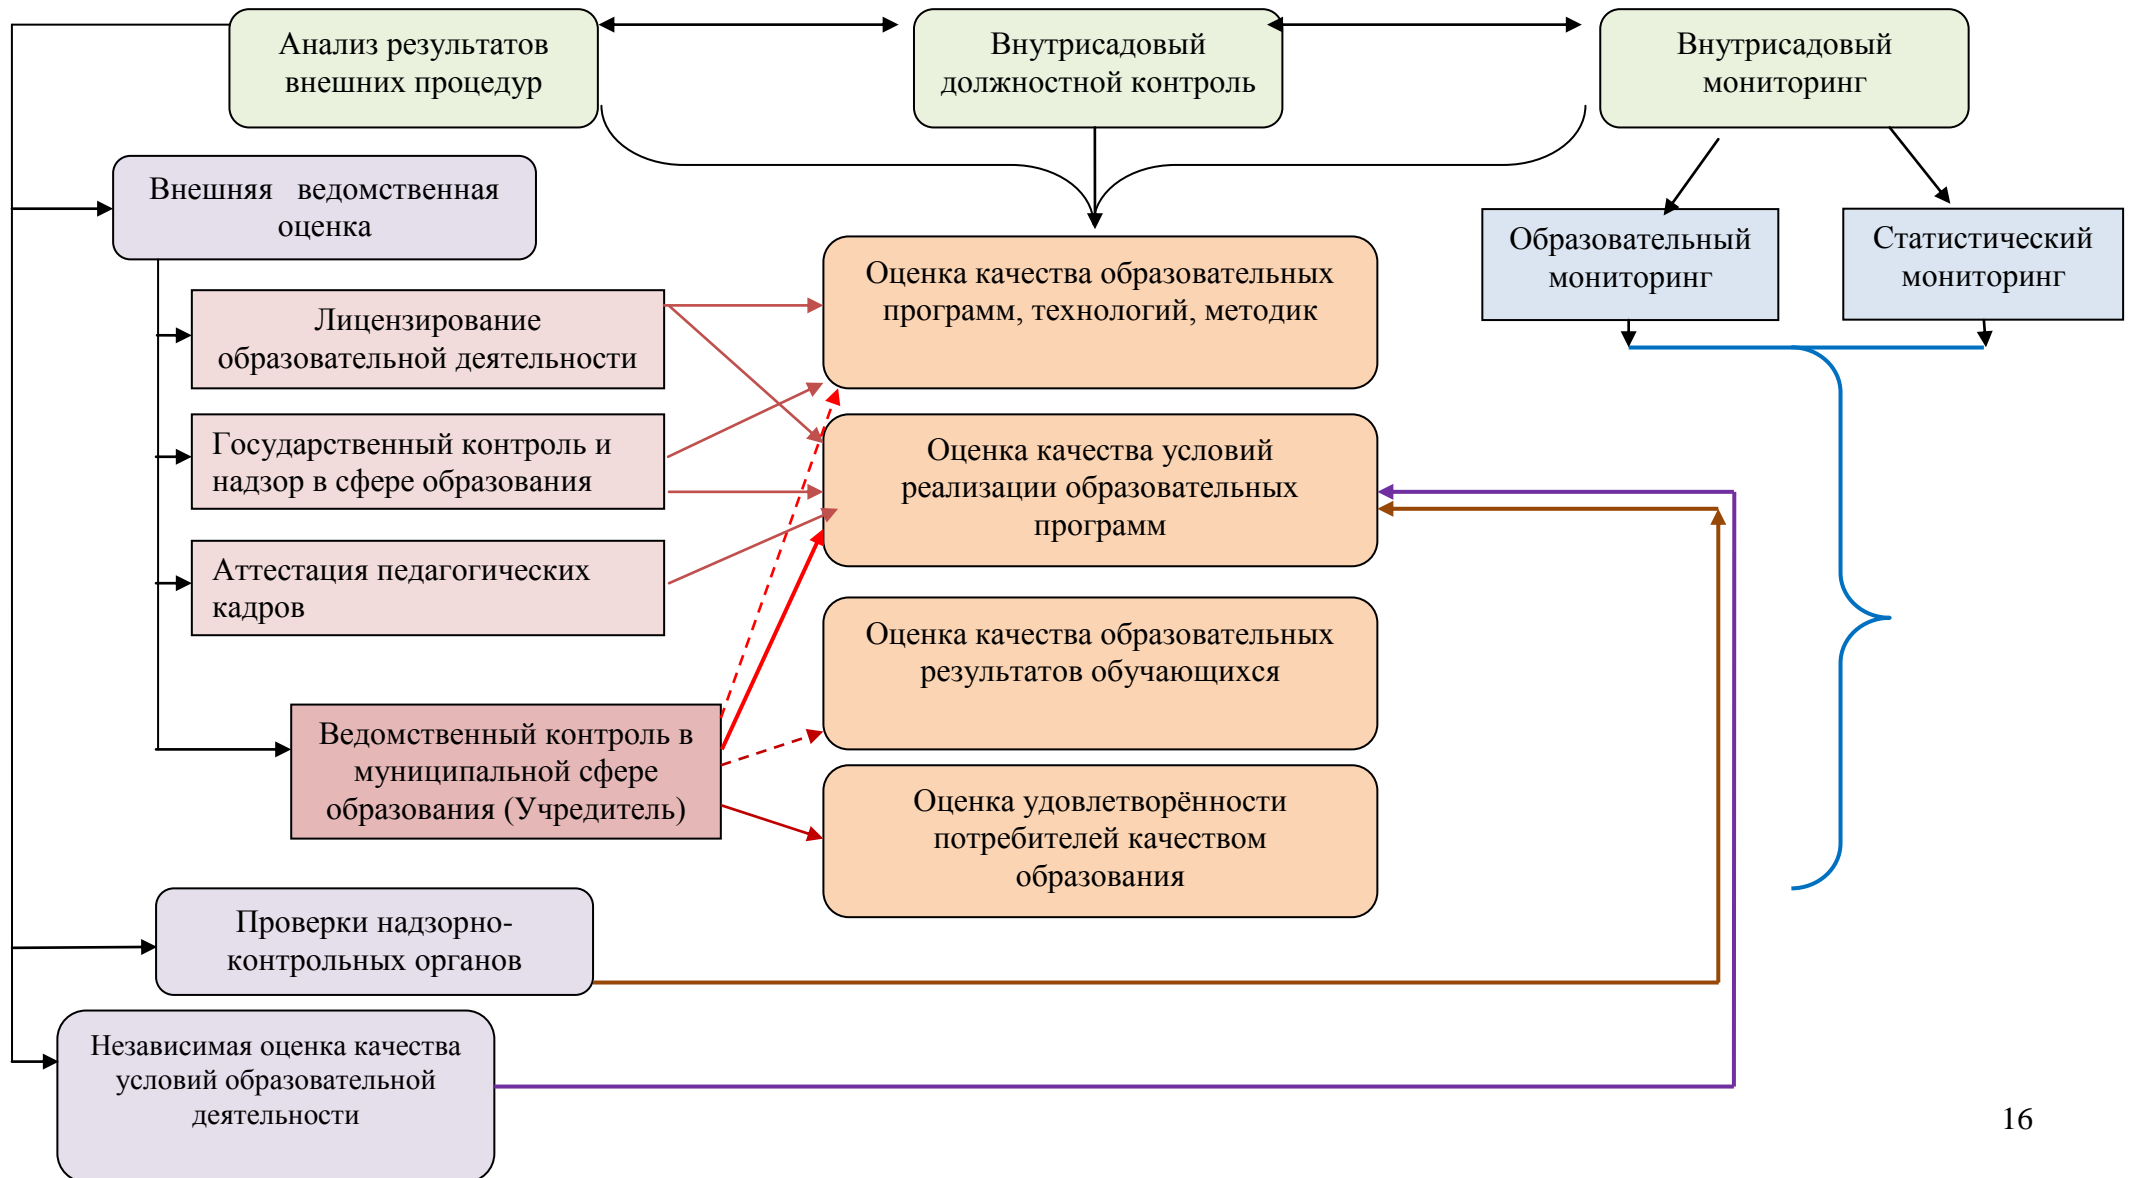 Анализ результатов
внешних процедур
Внутрисадовый
должностной контроль
Внутрисадовый
мониторинг
Внешняя ведомственная
оценка
Образовательный
мониторинг
Статистический
мониторинг
Оценка качества образовательных
программ, технологий, методик
Лицензирование
образовательной деятельности
Государственный контроль и
надзор в сфере образования
Оценка качества условий
реализации образовательных
программ
Аттестация педагогических
кадров
Оценка качества образовательных
результатов обучающихся
Ведомственный контроль в
муниципальной сфере
образования (Учредитель)
Оценка удовлетворённости
потребителей качеством
образования
Проверки надзорно-
контрольных органов
Независимая оценка качества
условий образовательной
деятельности
16